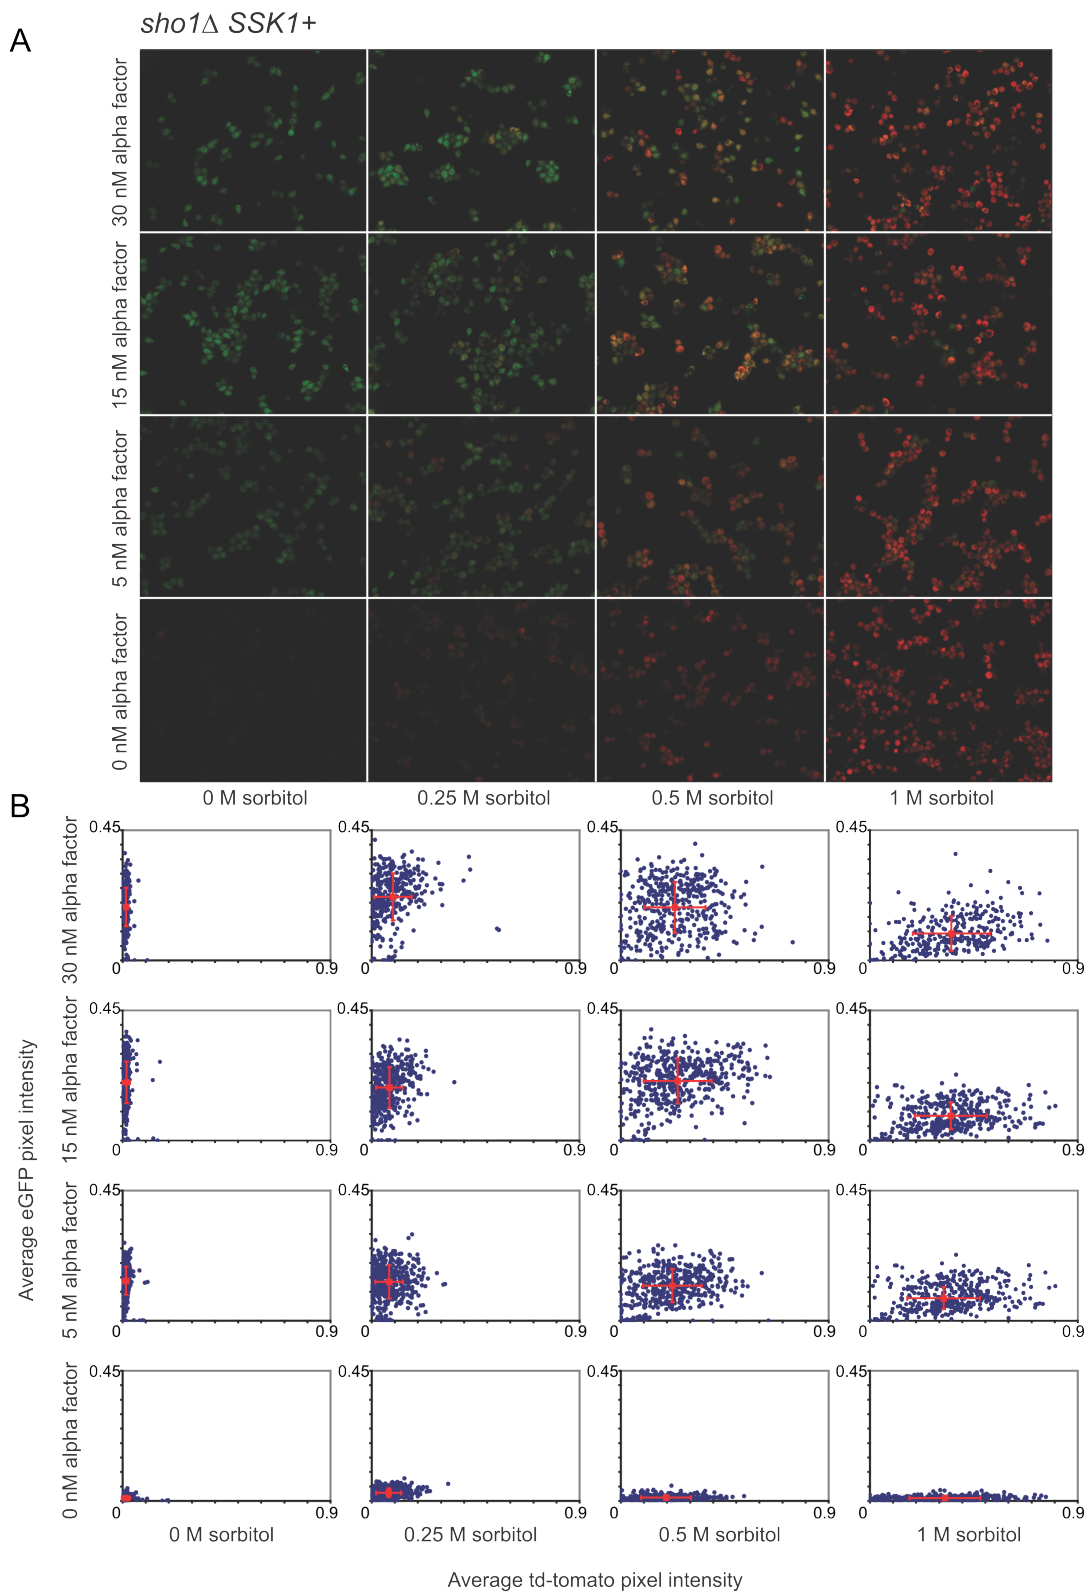 sho1Δ SSK1+
A
30 nM alpha factor
15 nM alpha factor
5 nM alpha factor
0 nM alpha factor
0 M sorbitol
0.25 M sorbitol
0.5 M sorbitol
1 M sorbitol
B
Average eGFP pixel intensity
30 nM alpha factor
0.45
0
0.9
0.45
0
0.9
0.45
0
0.9
0.45
0
0.9
15 nM alpha factor
0.45
0
0.9
0.45
0
0.9
0.45
0
0.9
0.45
0
0.9
5 nM alpha factor
0.45
0
0.9
0.45
0
0.9
0.45
0
0.9
0.45
0
0.9
0 nM alpha factor
0.45
0
0.9
0.45
0
0.9
0.45
0
0.9
0.45
0
0.9
0 M sorbitol
0.25 M sorbitol
0.5 M sorbitol
1 M sorbitol
Average td-tomato pixel intensity